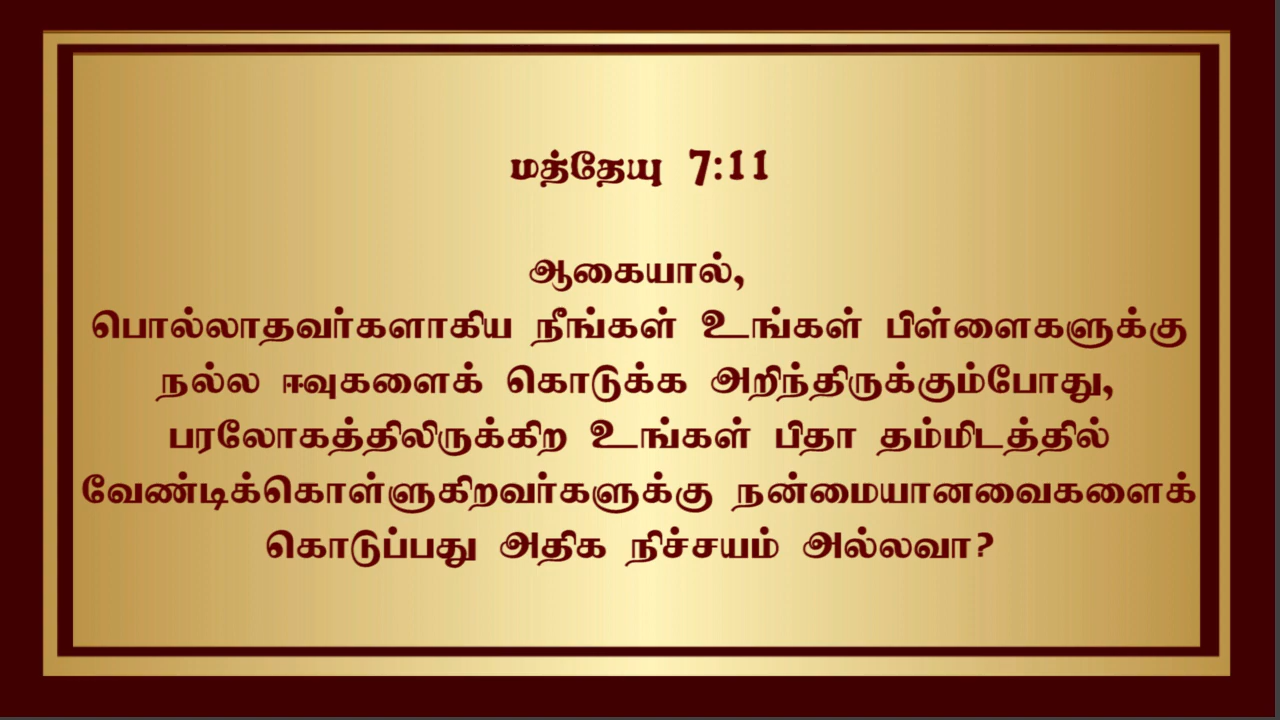 மத்தேயு 7:11
ஆகையால்,
பொல்லாதவர்களாகிய நீங்கள் உங்கள் பிள்ளைகளுக்கு
நல்ல ஈவுகளைக் கொடுக்க அறிந்திருக்கும்போது,
பரலோகத்திலிருக்கிற உங்கள் பிதா தம்மிடத்தில்
வேண்டிக்கொள்ளுகிறவர்களுக்கு நன்மையானவைகளைக்
கொடுப்பது அதிக நிச்சயம் அல்லவா?